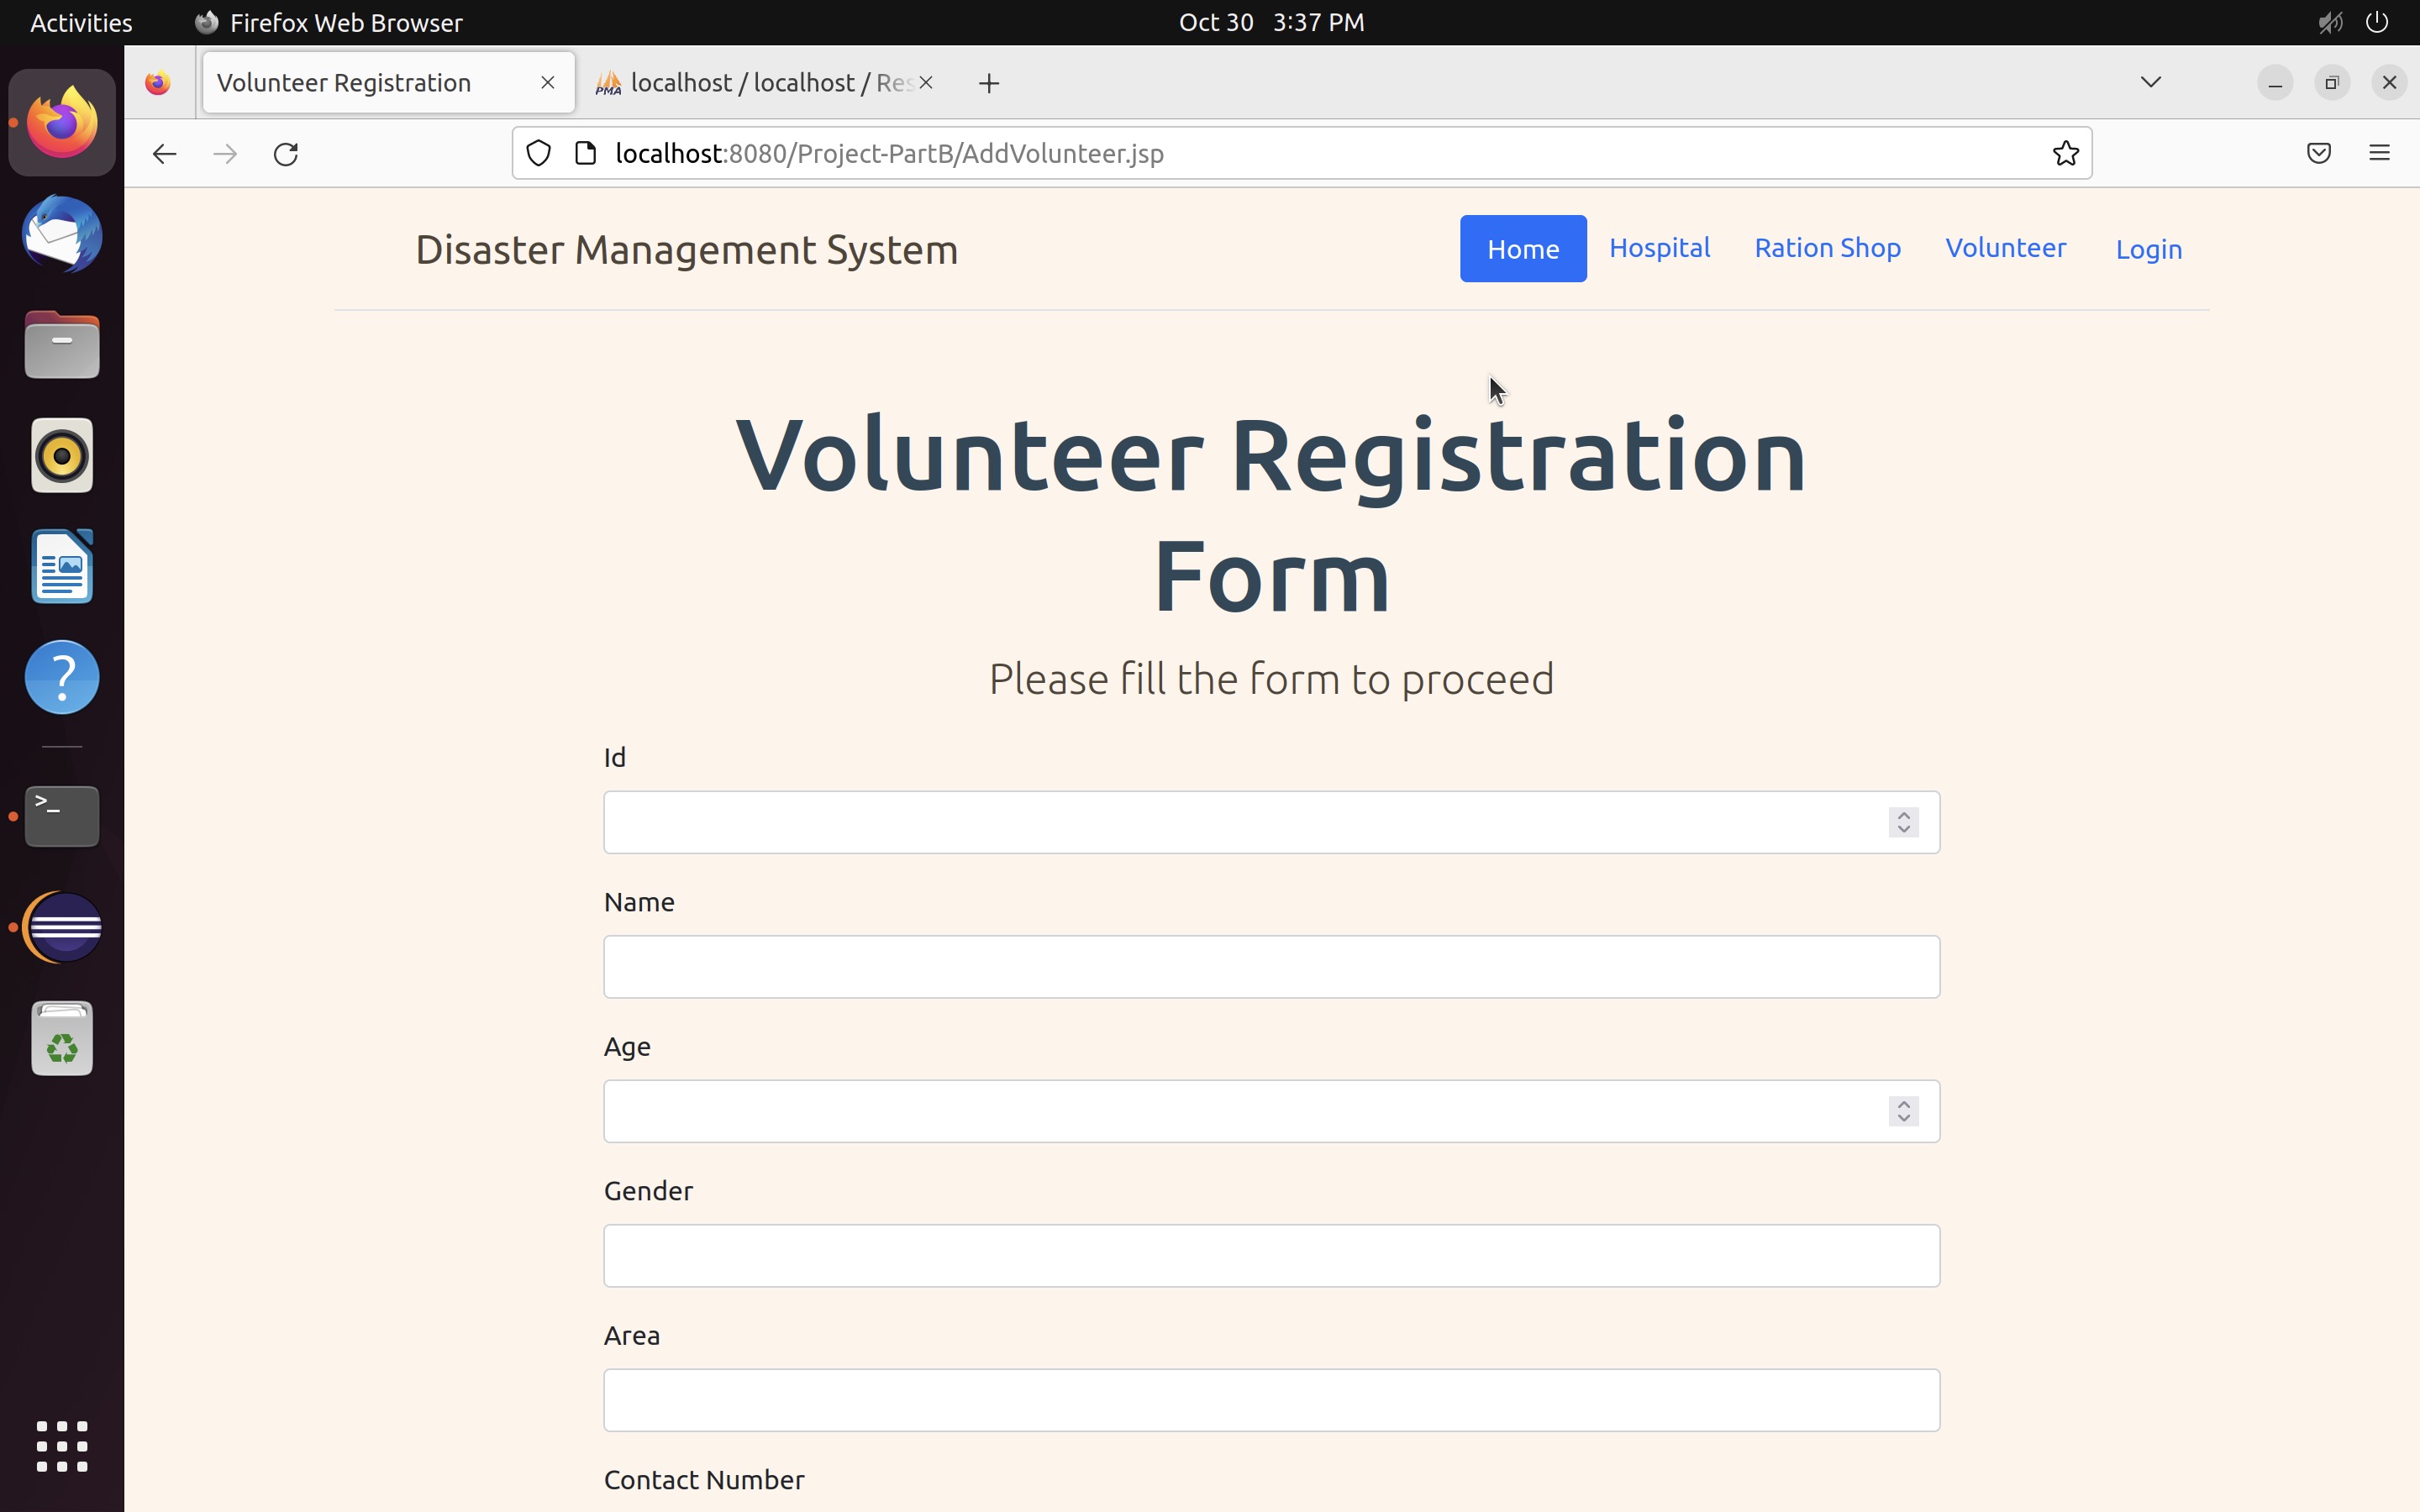 Activities Firefox Web Browser Oct 30 3:37 PM
Volunteer Registration localhost / localhost / Res
PMA
localhost:8080/Project-PartB/AddVolunteer.jsp
Disaster Management System Home Hospital Ration Shop Volunteer Login
Volunteer Registration
Form
Please fill the form to proceed
Id
Name
Age
Gender
Area
Contact Number